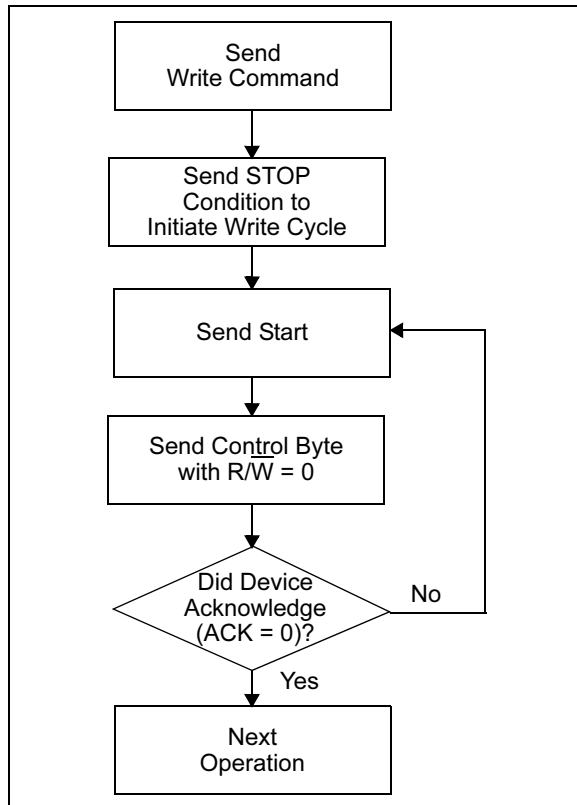 Send
Write Command
Send STOP
Condition to
Initiate Write Cycle
Send Start
Send Control Byte
with R/W̅ = 0
Did Device
Acknowledge
(ACK = 0)?
No
Yes
Next
Operation